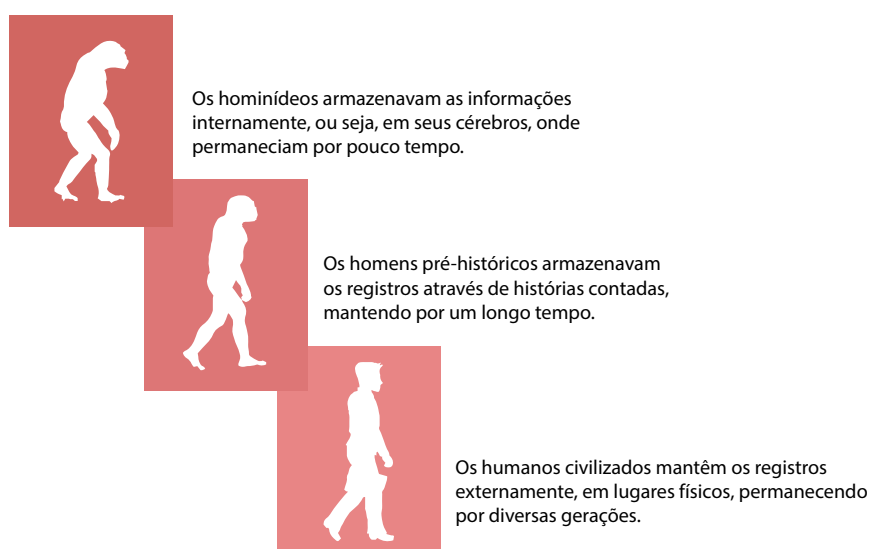 Os hominídeos armazenavam as informações
internamente, ou seja, em seus cérebros, onde
permaneciam por pouco tempo.
Os homens pré-históricos armazenavam
os registros através de histórias contadas,
mantendo por um longo tempo.
Os humanos civilizados mantêm os registros
externamente, em lugares físicos, permanecendo
por diversas gerações.